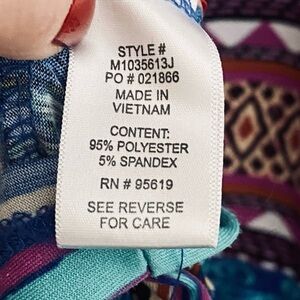 STYLE #
M1035613J
PO # 021866
MADE IN
VIETNAM
CONTENT:
95% POLYESTER
5% SPANDEX
RN # 95619
SEE REVERSE
FOR CARE